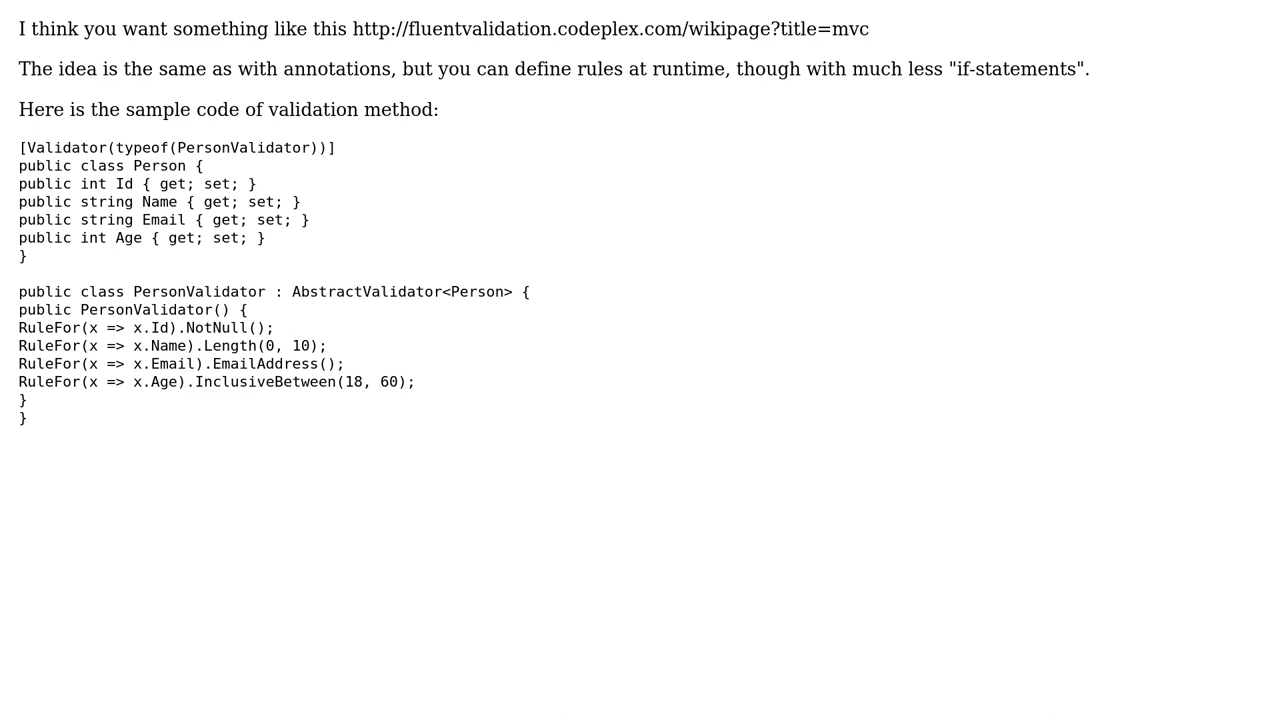 I think you want something like this http://fluentvalidation.codeplex.com/wikipage?title=mvc
The idea is the same as with annotations, but you can define rules at runtime, though with much less "if-statements".
Here is the sample code of validation method:
[Validator(typeof(PersonValidator))]
public class Person {
public int Id { get; set; }
public string Name { get; set; }
public string Email { get; set; }
public int Age { get; set; }
}
public class PersonValidator : AbstractValidator<Person> {
public PersonValidator() {
RuleFor(x => x.Id).NotNull();
RuleFor(x => x.Name).Length(0, 10);
RuleFor(x => x.Email).EmailAddress();
RuleFor(x => x.Age).InclusiveBetween(18, 60);
}
}